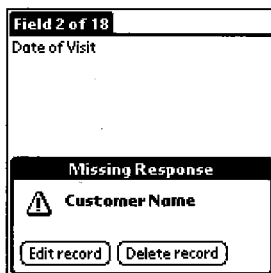 Field 2 of 18
Date of Visit
Missing Response
Customer Name
Edit record Delete record